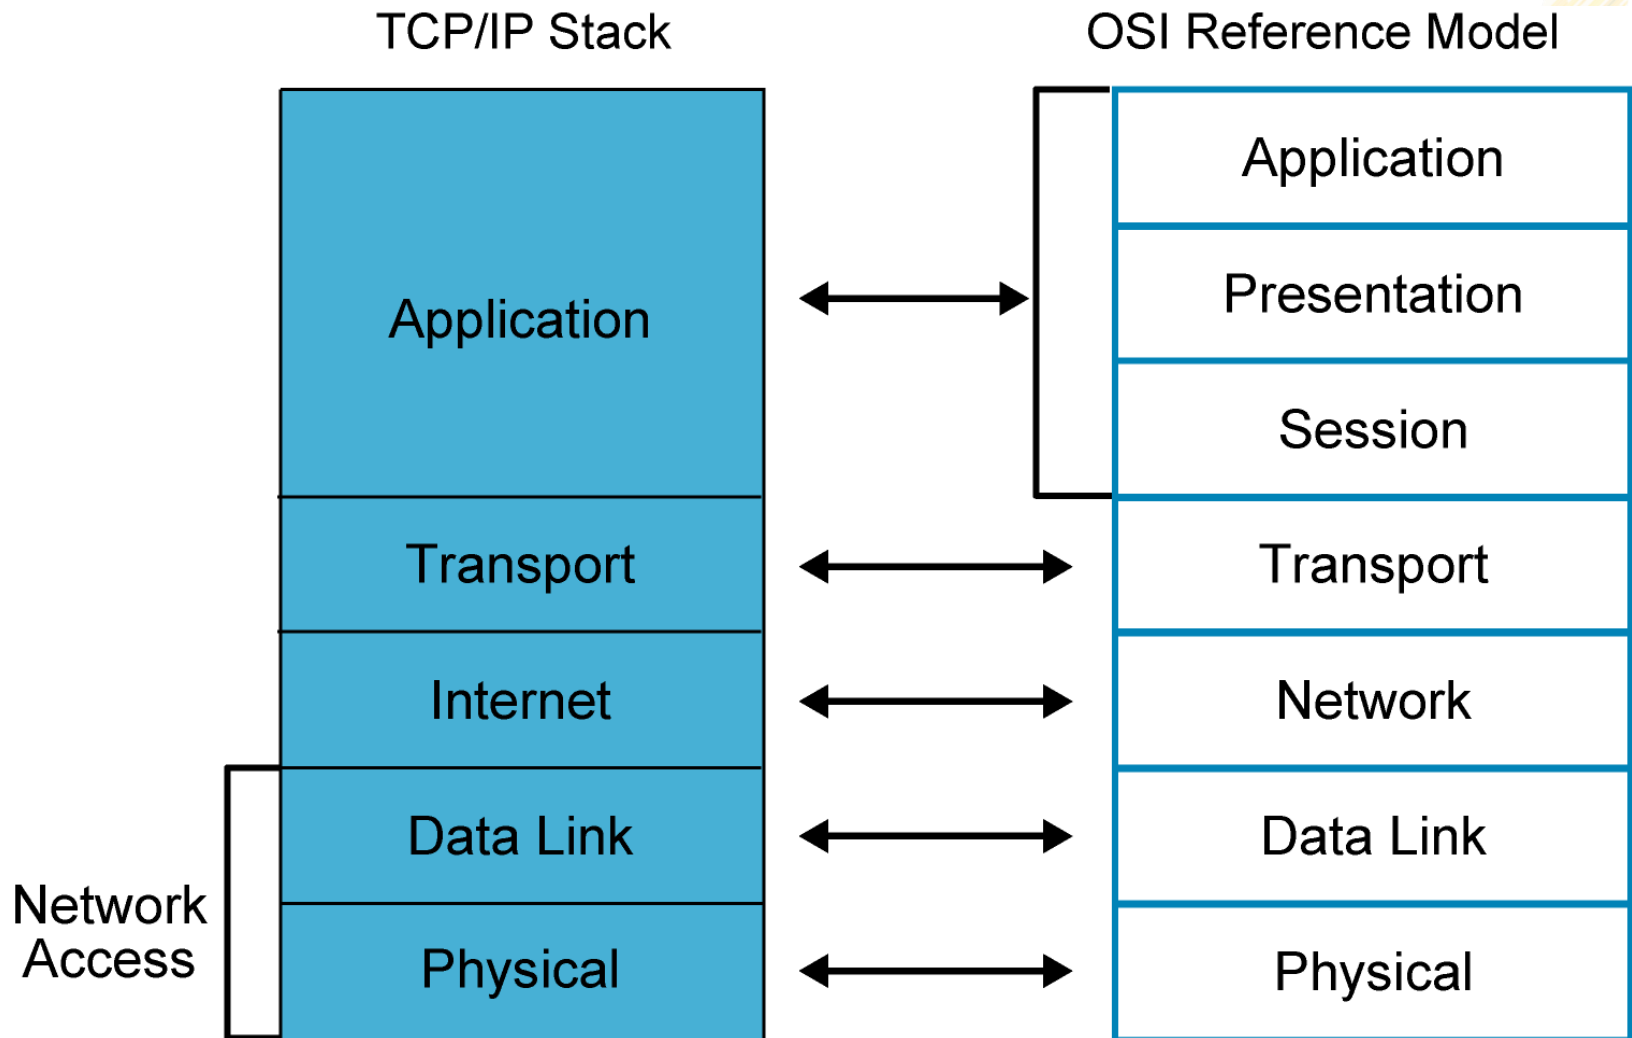 TCP/IP Stack
OSI Reference Model
Application
Transport
Internet
Data Link
Physical
Network
Access
Application
Presentation
Session
Transport
Network
Data Link
Physical